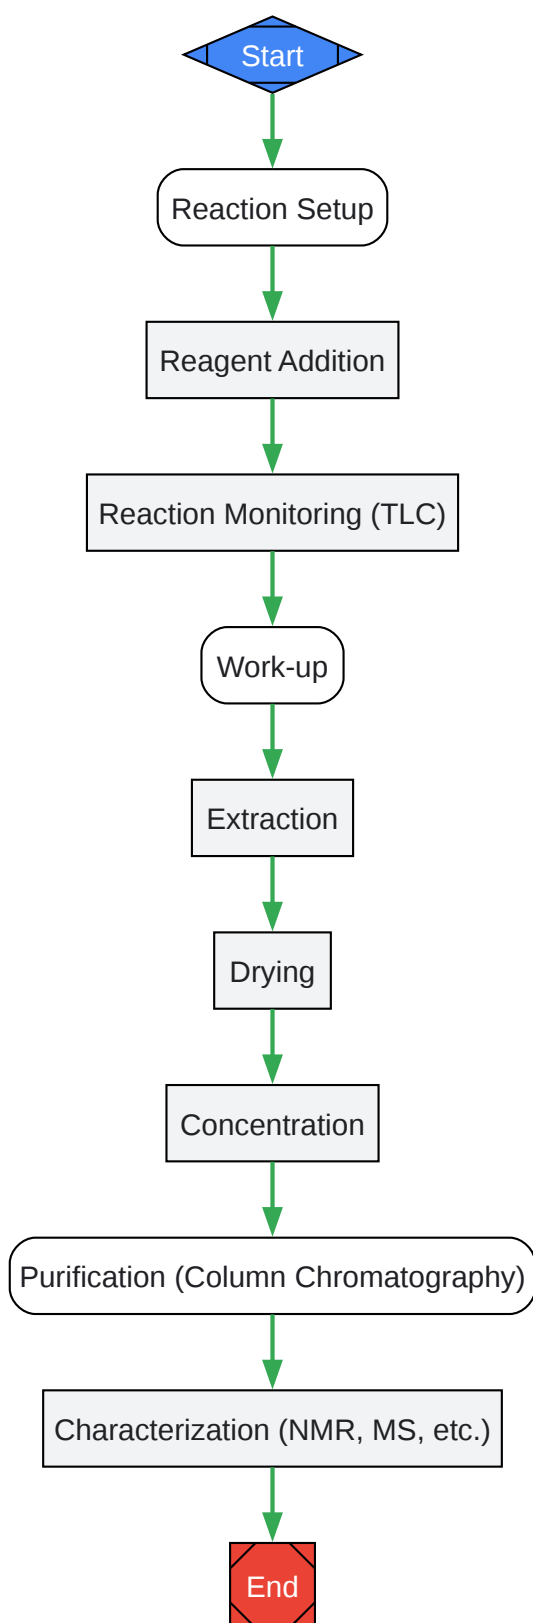 Start
Reaction Setup
Reagent Addition
Reaction Monitoring (TLC)
Work-up
Extraction
Drying
Concentration
Purification (Column Chromatography)
Characterization (NMR, MS, etc.)
End